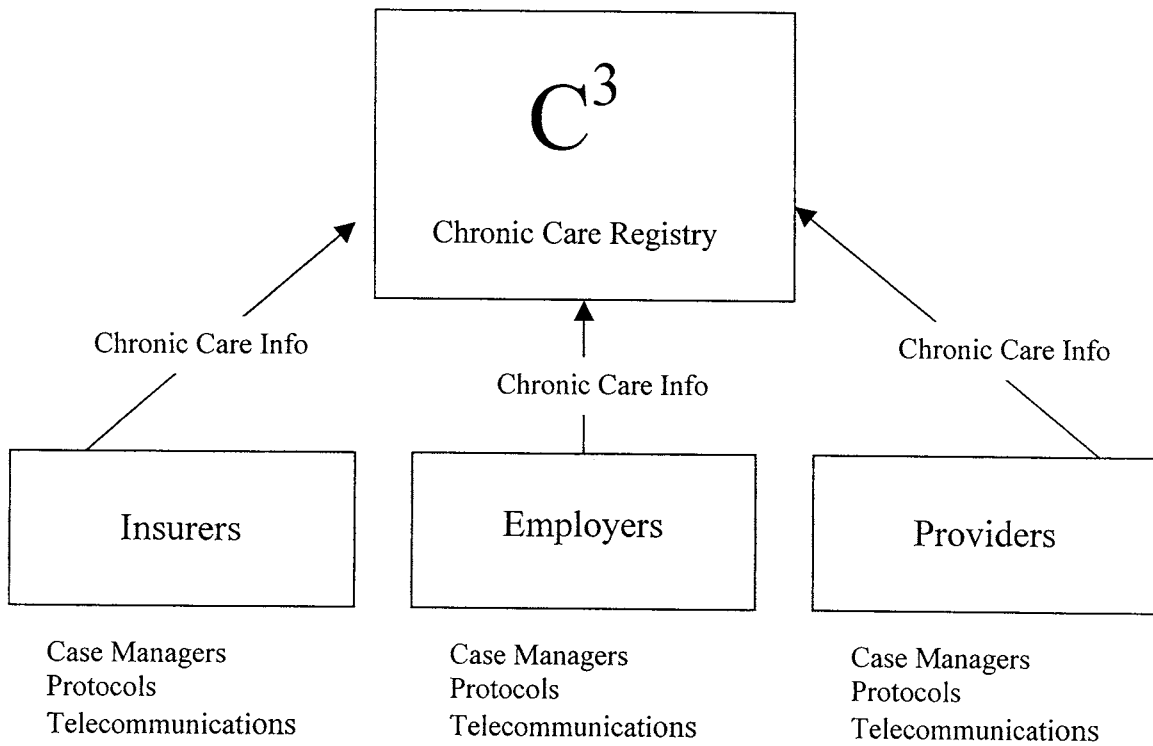 C³
Chronic Care Registry
Chronic Care Info
Chronic Care Info
Chronic Care Info
Insurers
Employers
Providers
Case Managers
Protocols
Telecommunications
Case Managers
Protocols
Telecommunications
Case Managers
Protocols
Telecommunications